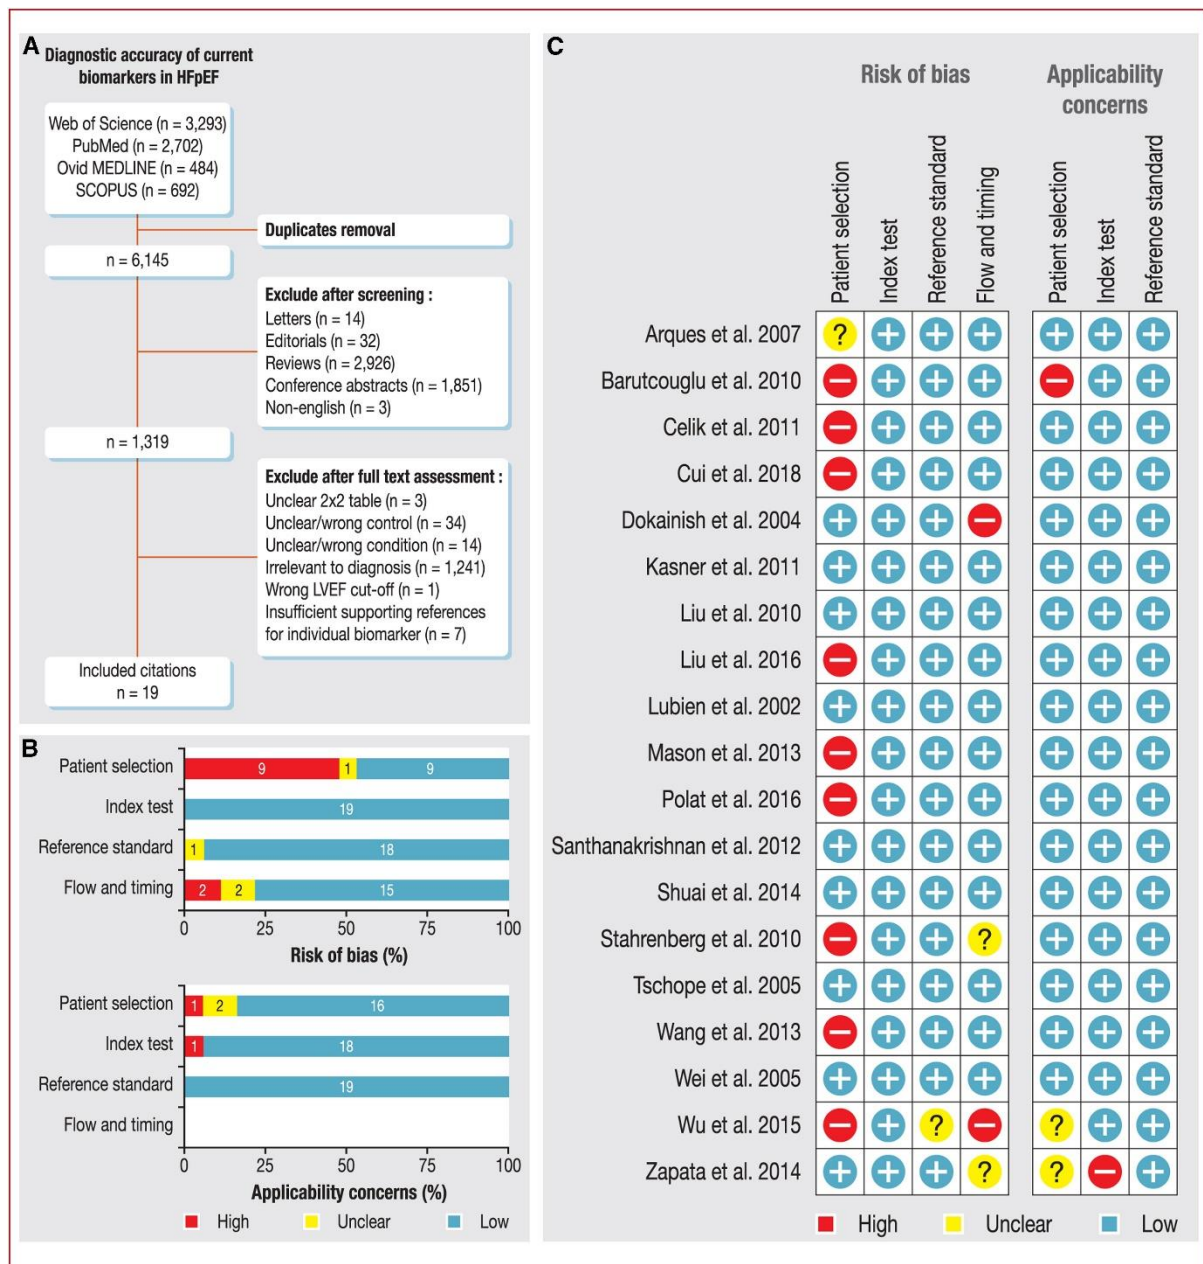 A
Diagnostic accuracy of current
biomarkers in HFpEF
Web of Science (n = 3,293)
PubMed (n = 2,702)
Ovid MEDLINE (n = 484)
SCOPUS (n = 692)
Duplicates removal
n = 6,145
Exclude after screening :
Letters (n = 14)
Editorials (n = 32)
Reviews (n = 2,926)
Conference abstracts (n = 1,851)
Non-english (n = 3)
n = 1,319
Exclude after full text assessment :
Unclear 2x2 table (n = 3)
Unclear/wrong control (n = 34)
Unclear/wrong condition (n = 14)
Irrelevant to diagnosis (n = 1,241)
Wrong LVEF cut-off (n = 1)
Insufficient supporting references
for individual biomarker (n = 7)
Included citations
n = 19
B
Patient selection
9 1 9
Index test
19
Reference standard
1 18
Flow and timing
2 2 15
0 25 50 75 100
Risk of bias (%)
Patient selection
1 2 16
Index test
1 18
Reference standard
19
Flow and timing
0 25 50 75 100
Applicability concerns (%)
High Unclear Low
C
Risk of bias
Applicability
concerns
Patient selection
Index test
Reference standard
Flow and timing
Patient selection
Index test
Reference standard
Arques et al. 2007 ? + + + + + +
Barutcouglu et al. 2010 − + + + − + +
Celik et al. 2011 − + + + + + +
Cui et al. 2018 − + + + + + +
Dokainish et al. 2004 + + + − + + +
Kasner et al. 2011 + + + + + + +
Liu et al. 2010 + + + + + + +
Liu et al. 2016 − + + + + + +
Lubien et al. 2002 + + + + + + +
Mason et al. 2013 − + + + + + +
Polat et al. 2016 − + + + + + +
Santhanakrishnan et al. 2012 + + + + + + +
Shuai et al. 2014 + + + + + + +
Stahrenberg et al. 2010 − + + ? + + +
Tschope et al. 2005 + + + + + + +
Wang et al. 2013 − + + + + + +
Wei et al. 2005 + + + + + + +
Wu et al. 2015 − + ? − ? + +
Zapata et al. 2014 + + + ? ? − +
High Unclear Low